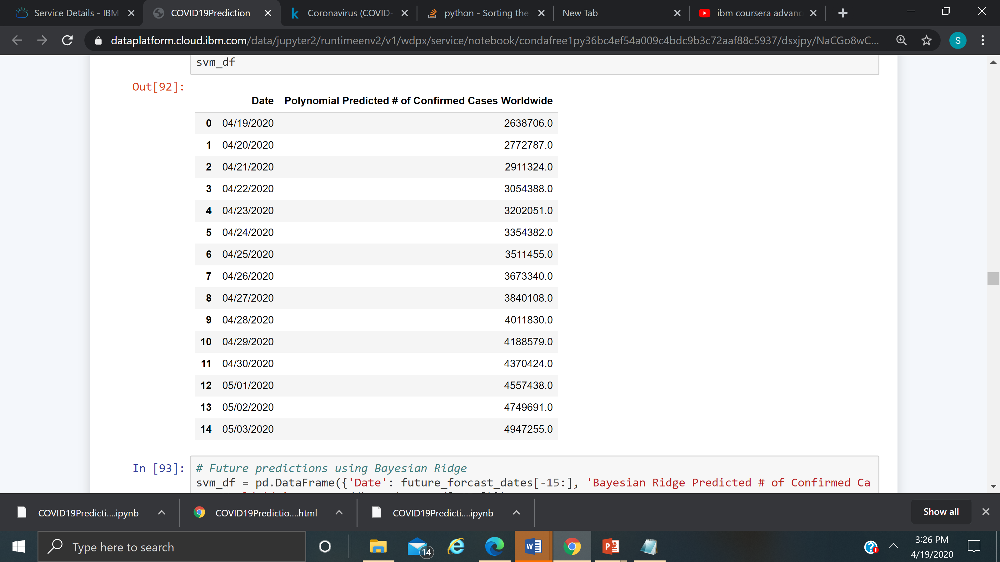 Service Details - IBM
COVID19Prediction
Coronavirus (COVID-
python - Sorting the
New Tab
ibm coursera advanc
dataplatform.cloud.ibm.com/data/jupyter2/runtimeenv2/v1/wdpx/service/notebook/condafree1py36bc4ef54a009c4bdc9b3c72aaf88c5937/dsxjpy/NaCGo8wC...
S
svm_df
Out[92]:
Date Polynomial Predicted # of Confirmed Cases Worldwide
0 04/19/2020 2638706.0
1 04/20/2020 2772787.0
2 04/21/2020 2911324.0
3 04/22/2020 3054388.0
4 04/23/2020 3202051.0
5 04/24/2020 3354382.0
6 04/25/2020 3511455.0
7 04/26/2020 3673340.0
8 04/27/2020 3840108.0
9 04/28/2020 4011830.0
10 04/29/2020 4188579.0
11 04/30/2020 4370424.0
12 05/01/2020 4557438.0
13 05/02/2020 4749691.0
14 05/03/2020 4947255.0
In [93]:
# Future predictions using Bayesian Ridge
svm_df = pd.DataFrame({'Date': future_forcast_dates[-15:], 'Bayesian Ridge Predicted # of Confirmed Ca
COVID19Predicti....ipynb
COVID19Predictio....html
COVID19Predicti....ipynb
Show all
Type here to search
14
3:26 PM
4/19/2020